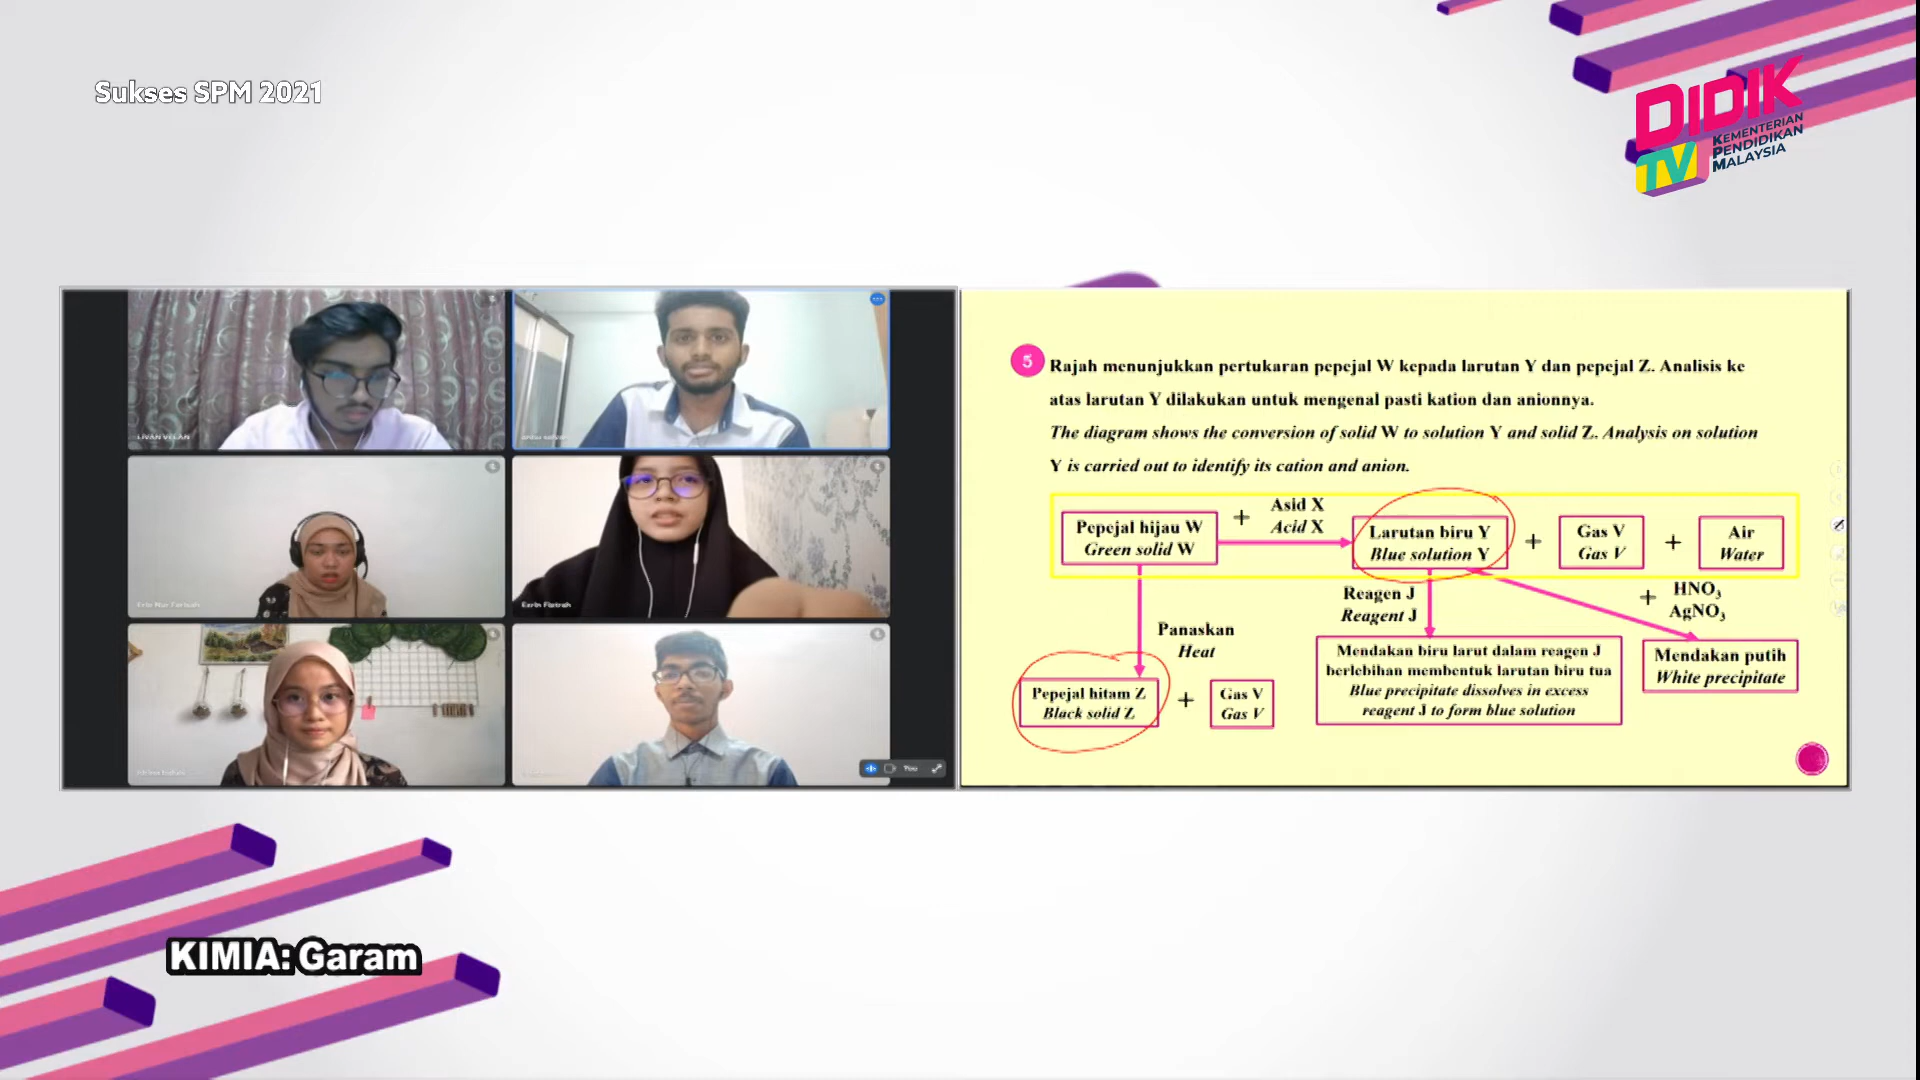 Sukses SPM 2021
DIDIK
TV
KEMENTERIAN
PENDIDIKAN
MALAYSIA
LIVAN VELAN
You
5
Rajah menunjukkan pertukaran pepejal W kepada larutan Y dan pepejal Z. Analisis ke
atas larutan Y dilakukan untuk mengenal pasti kation dan anionnya.
The diagram shows the conversion of solid W to solution Y and solid Z. Analysis on solution
Y is carried out to identify its cation and anion.
Pepejal hijau W
Green solid W
+
Asid X
Acid X
Larutan biru Y
Blue solution Y
+
Gas V
Gas V
+
Air
Water
Panaskan
Heat
Reagen J
Reagent J
+
HNO₃
AgNO₃
Pepejal hitam Z
Black solid Z
+
Gas V
Gas V
Mendakan biru larut dalam reagen J
berlebihan membentuk larutan biru tua
Blue precipitate dissolves in excess
reagent J to form blue solution
Mendakan putih
White precipitate
KIMIA: Garam